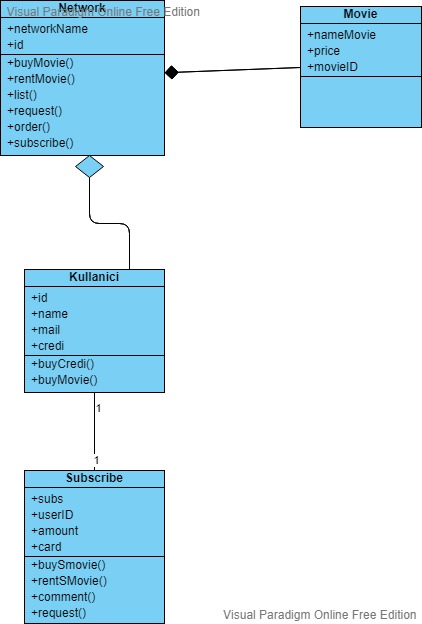 Visual Paradigm Online Free Edition
Network
+networkName
+id
+buyMovie()
+rentMovie()
+list()
+request()
+order()
+subscribe()
Movie
+nameMovie
+price
+movieID
Kullanici
+id
+name
+mail
+credi
+buyCredi()
+buyMovie()
1
1
Subscribe
+subs
+userID
+amount
+card
+buySmovie()
+rentSMovie()
+comment()
+request()
Visual Paradigm Online Free Edition